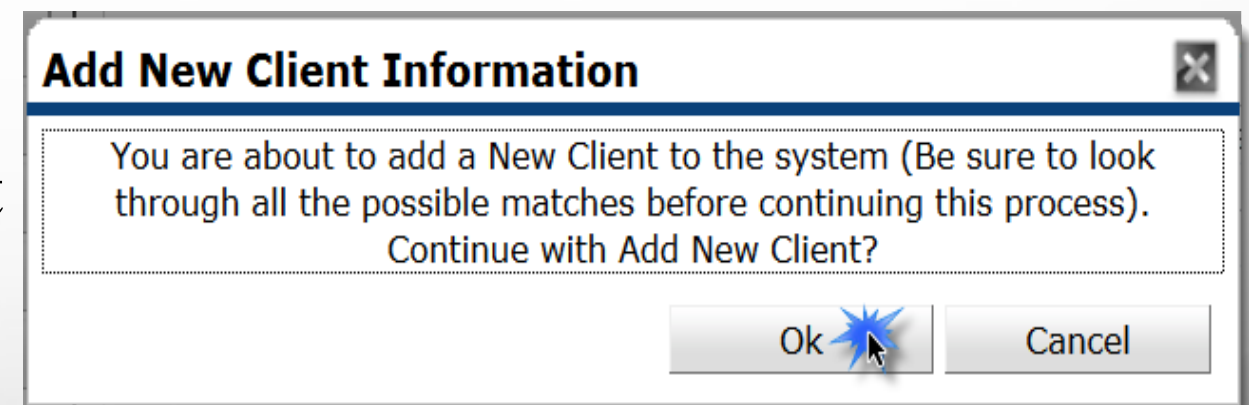 Add New Client Information
You are about to add a New Client to the system (Be sure to look
through all the possible matches before continuing this process).
Continue with Add New Client?
Ok
Cancel